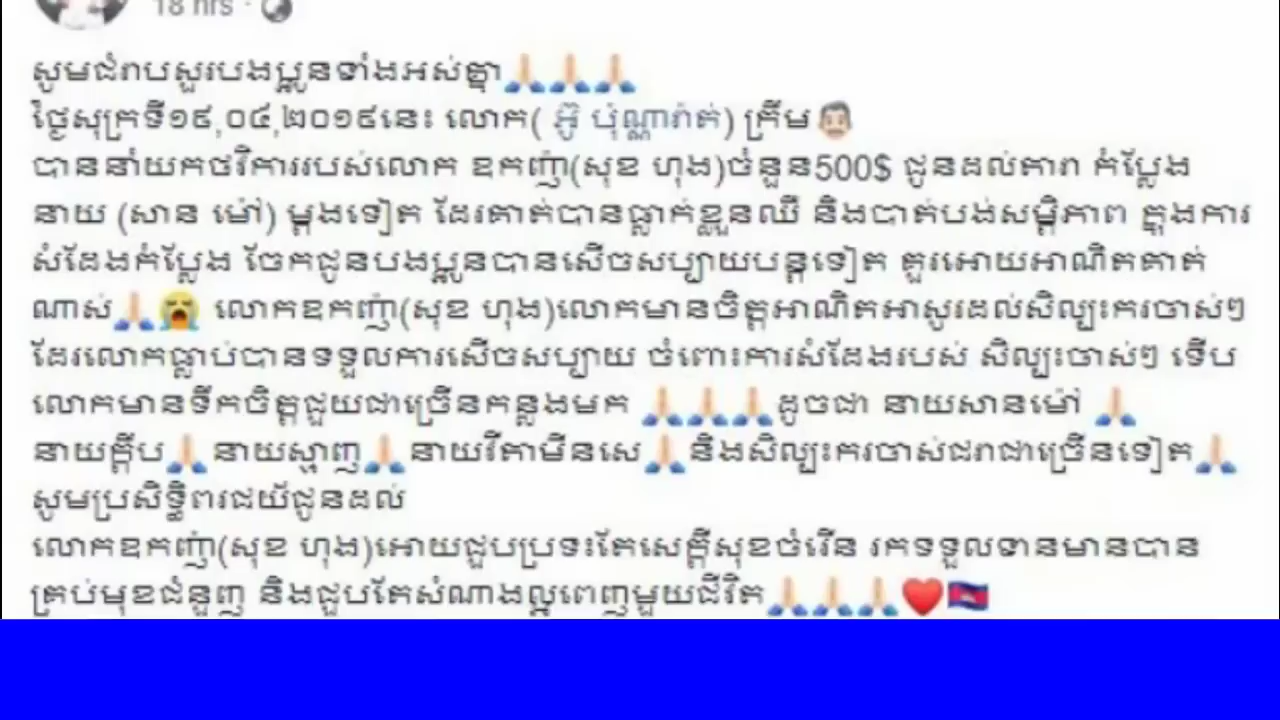 18 hrs ·
សូមជំរាបសួរបងប្អូនទាំងអស់គ្នា🙏🏻🙏🏻🙏🏻
ថ្ងៃសុក្រទី១៩,០៤,២០១៩នេះ លោក( អ៊ូ ប៊ុណ្ណារ៉ាត់) ក្រឹម👨🏻
បាននាំយកថវិការរបស់លោក ឧកញ៉ា(សុខ ហុង)ចំនួន500$ ជូនដល់តារា កំប្លែង
នាយ (សាន ម៉ៅ) ម្តងទៀត ដែរគាត់បានធ្លាក់ខ្លួនឈឺ និងបាត់បង់សម្ថិភាព ក្នុងការ
សំដែងកំប្លែង ចែកជូនបងប្អូនបានសើចសប្បាយបន្តទៀត គួរអោយអាណិតគាត់
ណាស់🙏🏻😭 លោកឧកញ៉ា(សុខ ហុង)លោកមានចិត្តអាណិតអាសូរដល់សិល្បះករចាស់ៗ
ដែរលោកធ្លាប់បានទទួលការសើចសប្បាយ ចំពោះការសំដែងរបស់ សិល្បះចាស់ៗ ទើប
លោកមានទឹកចិត្តជួយជាច្រើនកន្លងមក 🙏🏻🙏🏻🙏🏻ដូចជា នាយសានម៉ៅ 🙏🏻
នាយគ្តីប🙏🏻នាយស្មាញ🙏🏻នាយវីតាមីនសេ🙏🏻និងសិល្បះករចាស់ជរាជាច្រើនទៀត🙏🏻
សូមប្រសិទ្ធិពរជយ័ជូនដល់
លោកឧកញ៉ា(សុខ ហុង)អោយជួបប្រទះតែសេក្តីសុខចំរើន រកទទួលទានមានបាន
គ្រប់មុខជំនួញ និងជួបតែសំណាងល្អពេញមួយជីវិត🙏🏻🙏🏻🙏🏻❤️🇰🇭